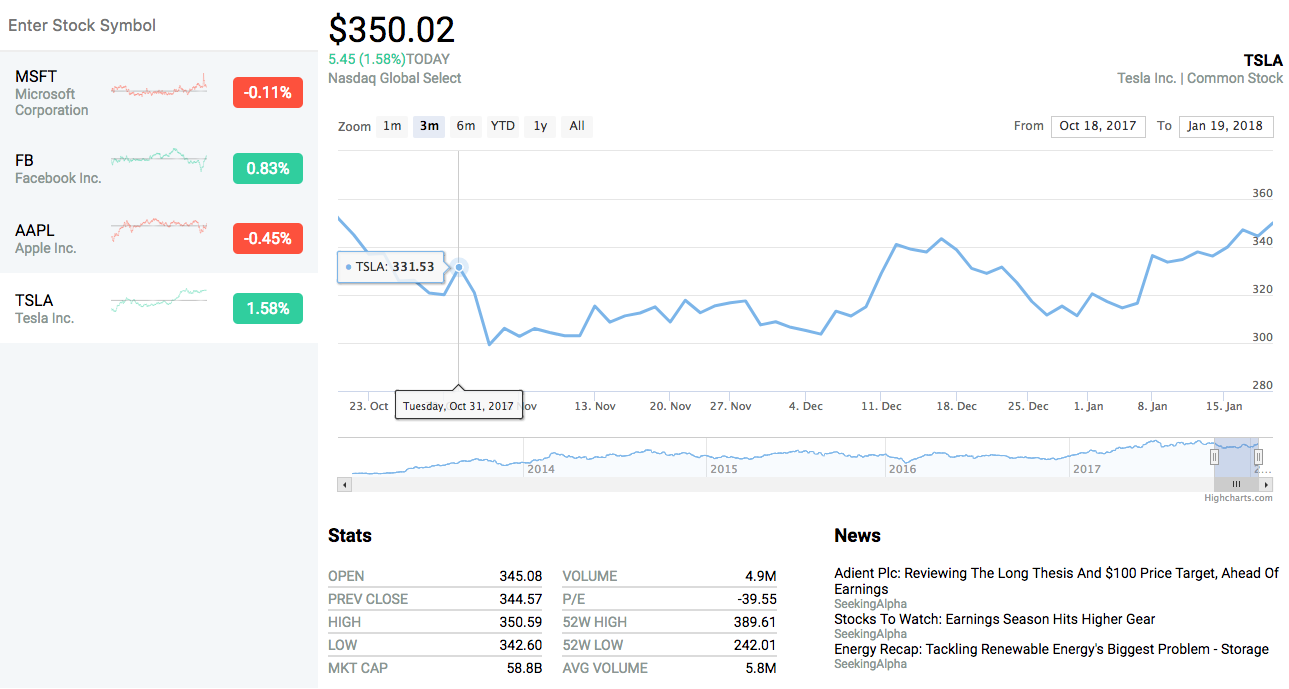 Enter Stock Symbol
MSFT
Microsoft
Corporation
-0.11%
FB
Facebook Inc.
0.83%
AAPL
Apple Inc.
-0.45%
TSLA
Tesla Inc.
1.58%
$350.02
5.45 (1.58%)TODAY
Nasdaq Global Select
TSLA
Tesla Inc. | Common Stock
Zoom 1m 3m 6m YTD 1y All
From Oct 18, 2017 To Jan 19, 2018
360
340
TSLA: 331.53
320
300
280
23. Oct Tuesday, Oct 31, 2017 Nov 13. Nov 20. Nov 27. Nov 4. Dec 11. Dec 18. Dec 25. Dec 1. Jan 8. Jan 15. Jan
2014 2015 2016 2017 2...
Highcharts.com
Stats
OPEN 345.08 VOLUME 4.9M
PREV CLOSE 344.57 P/E -39.55
HIGH 350.59 52W HIGH 389.61
LOW 342.60 52W LOW 242.01
MKT CAP 58.8B AVG VOLUME 5.8M
News
Adient Plc: Reviewing The Long Thesis And $100 Price Target, Ahead Of
Earnings
SeekingAlpha
Stocks To Watch: Earnings Season Hits Higher Gear
SeekingAlpha
Energy Recap: Tackling Renewable Energy's Biggest Problem - Storage
SeekingAlpha